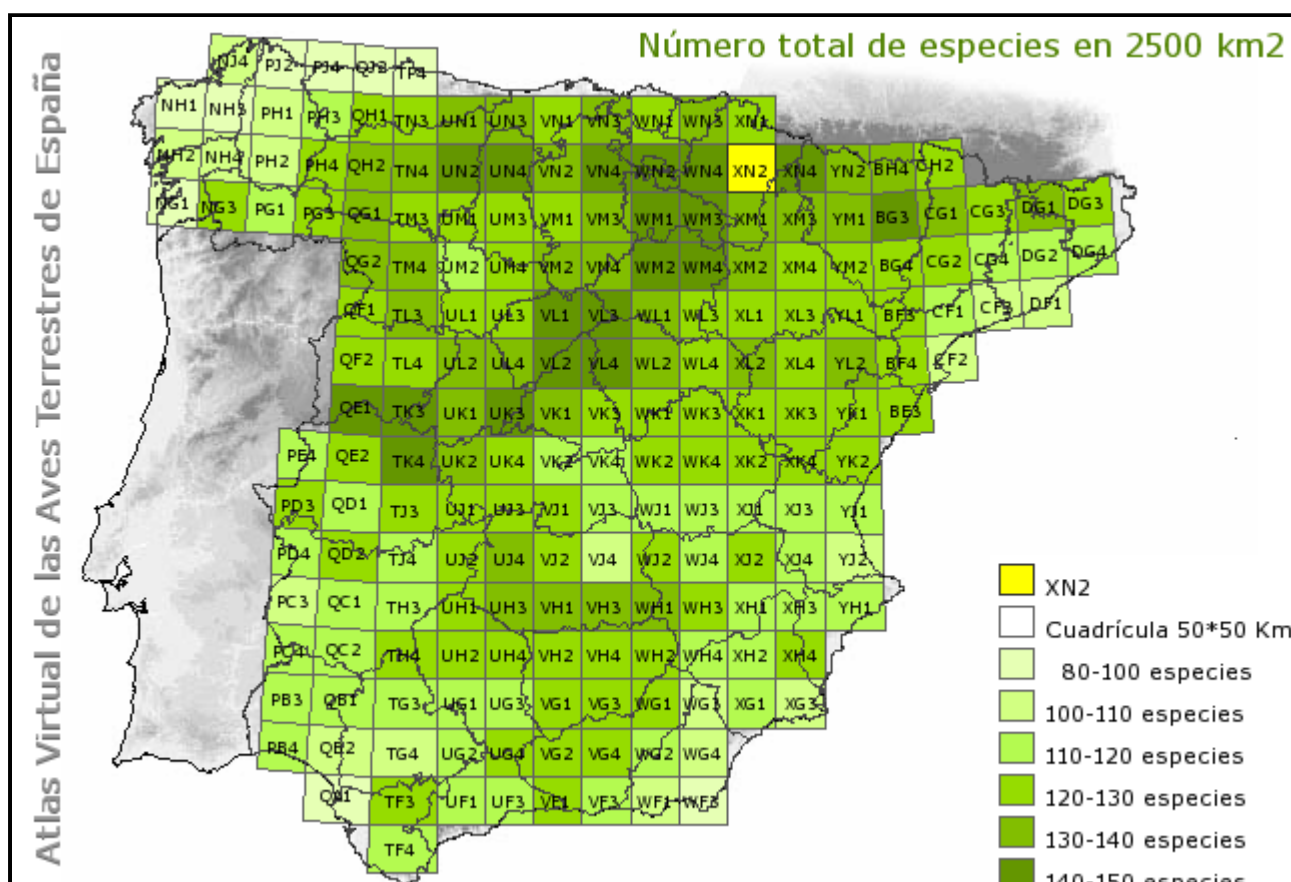 Número total de especies en 2500 km2
Atlas Virtual de las Aves Terrestres de España
NJ4 PJ2 PJ4 QJ2 TP4
NH1 NH3 PH1 PH3 QH1 TN3 UN1 UN3 VN1 VN3 WN1 WN3 XN1
NH2 NH4 PH2 PH4 QH2 TN4 UN2 UN4 VN2 VN4 WN2 WN4 XN2 XN4 YN2 BH4 CH2
NG1 NG3 PG1 PG3 QG1 TM3 UM1 UM3 VM1 VM3 WM1 WM3 XM1 XM3 YM1 BG3 CG1 CG3 DG1 DG3
QG2 TM4 UM2 UM4 VM2 VN4 WM2 WM4 XM2 XM4 YM2 BG4 CG2 CG4 DG2 DG4
QF1 TL3 UL1 UL3 VL1 VL3 WL1 WL3 XL1 XL3 YL1 BF3 CF1 CF3 DF1
QF2 TL4 UL2 UL4 VL2 VL4 WL2 WL4 XL2 XL4 YL2 BF4 CF2
QE1 TK3 UK1 UK3 VK1 VK3 WK1 WK3 XK1 XK3 YK1 BE3
PE4 QE2 TK4 UK2 UK4 VK2 VK4 WK2 WK4 XK2 XK4 YK2
PD3 QD1 TJ3 UJ1 UJ3 VJ1 VJ3 WJ1 WJ3 XJ1 XJ3 YJ1
PD4 QD2 TJ4 UJ2 UJ4 VJ2 VJ4 WJ2 WJ4 XJ2 XJ4 YJ2
PC3 QC1 TH3 UH1 UH3 VH1 VH3 WH1 WH3 XH1 XH3 YH1
PC4 QC2 TH4 UH2 UH4 VH2 VH4 WH2 WH4 XH2 XH4
PB3 QB1 TG3 UG1 UG3 VG1 VG3 WG1 WG3 XG1 XG3
PB4 QB2 TG4 UG2 UG4 VG2 VG4 WG2 WG4
QA1 TF3 UF1 UF3 VF1 VF3 WF1 WF3
TF4
XN2
Cuadrícula 50*50 Km
80-100 especies
100-110 especies
110-120 especies
120-130 especies
130-140 especies
140-150 especies